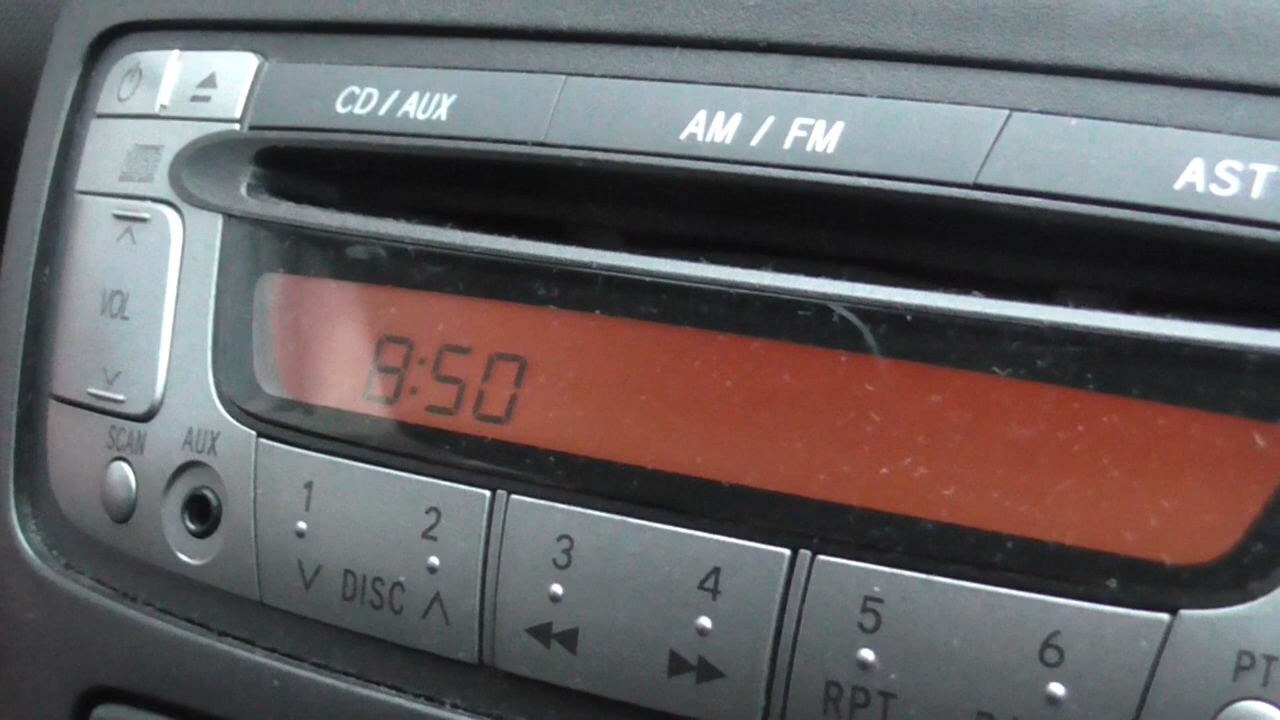 CD / AUX
AM / FM
AST
VOL
8:50
SCAN
AUX
1
2
DISC
3
4
5
RPT
6
PT